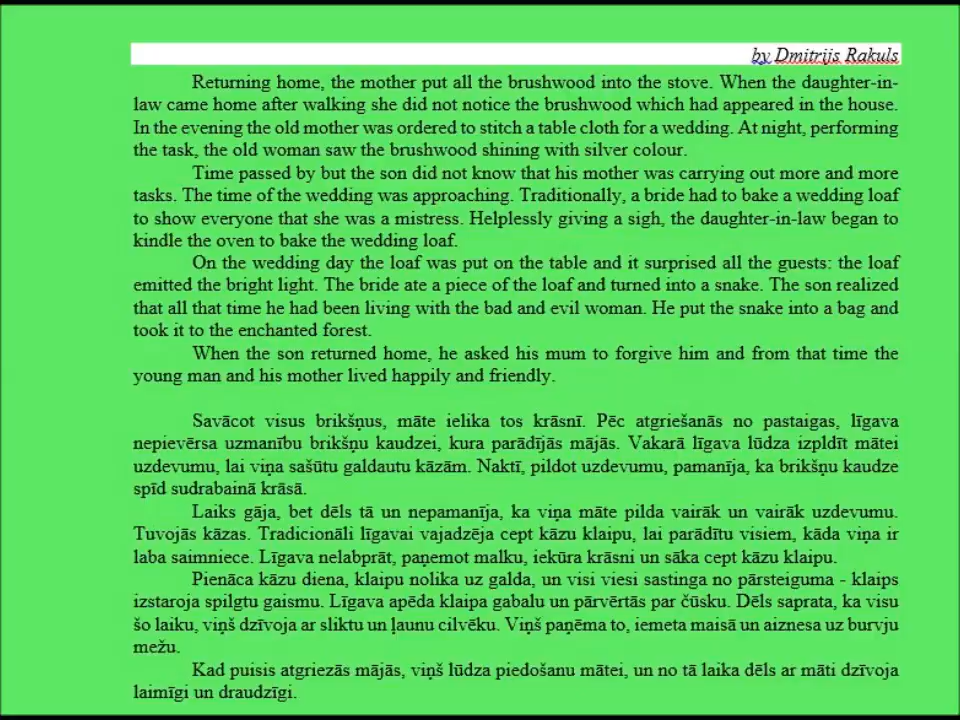 by Dmitrijs Rakuls
Returning home, the mother put all the brushwood into the stove. When the daughter-in-
law came home after walking she did not notice the brushwood which had appeared in the house.
In the evening the old mother was ordered to stitch a table cloth for a wedding. At night, performing
the task, the old woman saw the brushwood shining with silver colour.
Time passed by but the son did not know that his mother was carrying out more and more
tasks. The time of the wedding was approaching. Traditionally, a bride had to bake a wedding loaf
to show everyone that she was a mistress. Helplessly giving a sigh, the daughter-in-law began to
kindle the oven to bake the wedding loaf.
On the wedding day the loaf was put on the table and it surprised all the guests: the loaf
emitted the bright light. The bride ate a piece of the loaf and turned into a snake. The son realized
that all that time he had been living with the bad and evil woman. He put the snake into a bag and
took it to the enchanted forest.
When the son returned home, he asked his mum to forgive him and from that time the
young man and his mother lived happily and friendly.
Savācot visus brikšņus, māte ielika tos krāsnī. Pēc atgriešanās no pastaigas, līgava
nepievērsa uzmanību brikšņu kaudzei, kura parādījās mājās. Vakarā līgava lūdza izpldīt mātei
uzdevumu, lai viņa sašūtu galdautu kāzām. Naktī, pildot uzdevumu, pamanīja, ka brikšņu kaudze
spīd sudrabainā krāsā.
Laiks gāja, bet dēls tā un nepamanīja, ka viņa māte pilda vairāk un vairāk uzdevumu.
Tuvojās kāzas. Tradicionāli līgavai vajadzēja cept kāzu klaipu, lai parādītu visiem, kāda viņa ir
laba saimniece. Līgava nelabprāt, paņemot malku, iekūra krāsni un sāka cept kāzu klaipu.
Pienāca kāzu diena, klaipu nolika uz galda, un visi viesi sastinga no pārsteiguma - klaips
izstaroja spilgtu gaismu. Līgava apēda klaipa gabalu un pārvērtās par čūsku. Dēls saprata, ka visu
šo laiku, viņš dzīvoja ar sliktu un ļaunu cilvēku. Viņš paņēma to, iemeta maisā un aiznesa uz burvju
mežu.
Kad puisis atgriezās mājās, viņš lūdza piedošanu mātei, un no tā laika dēls ar māti dzīvoja
laimīgi un draudzīgi.